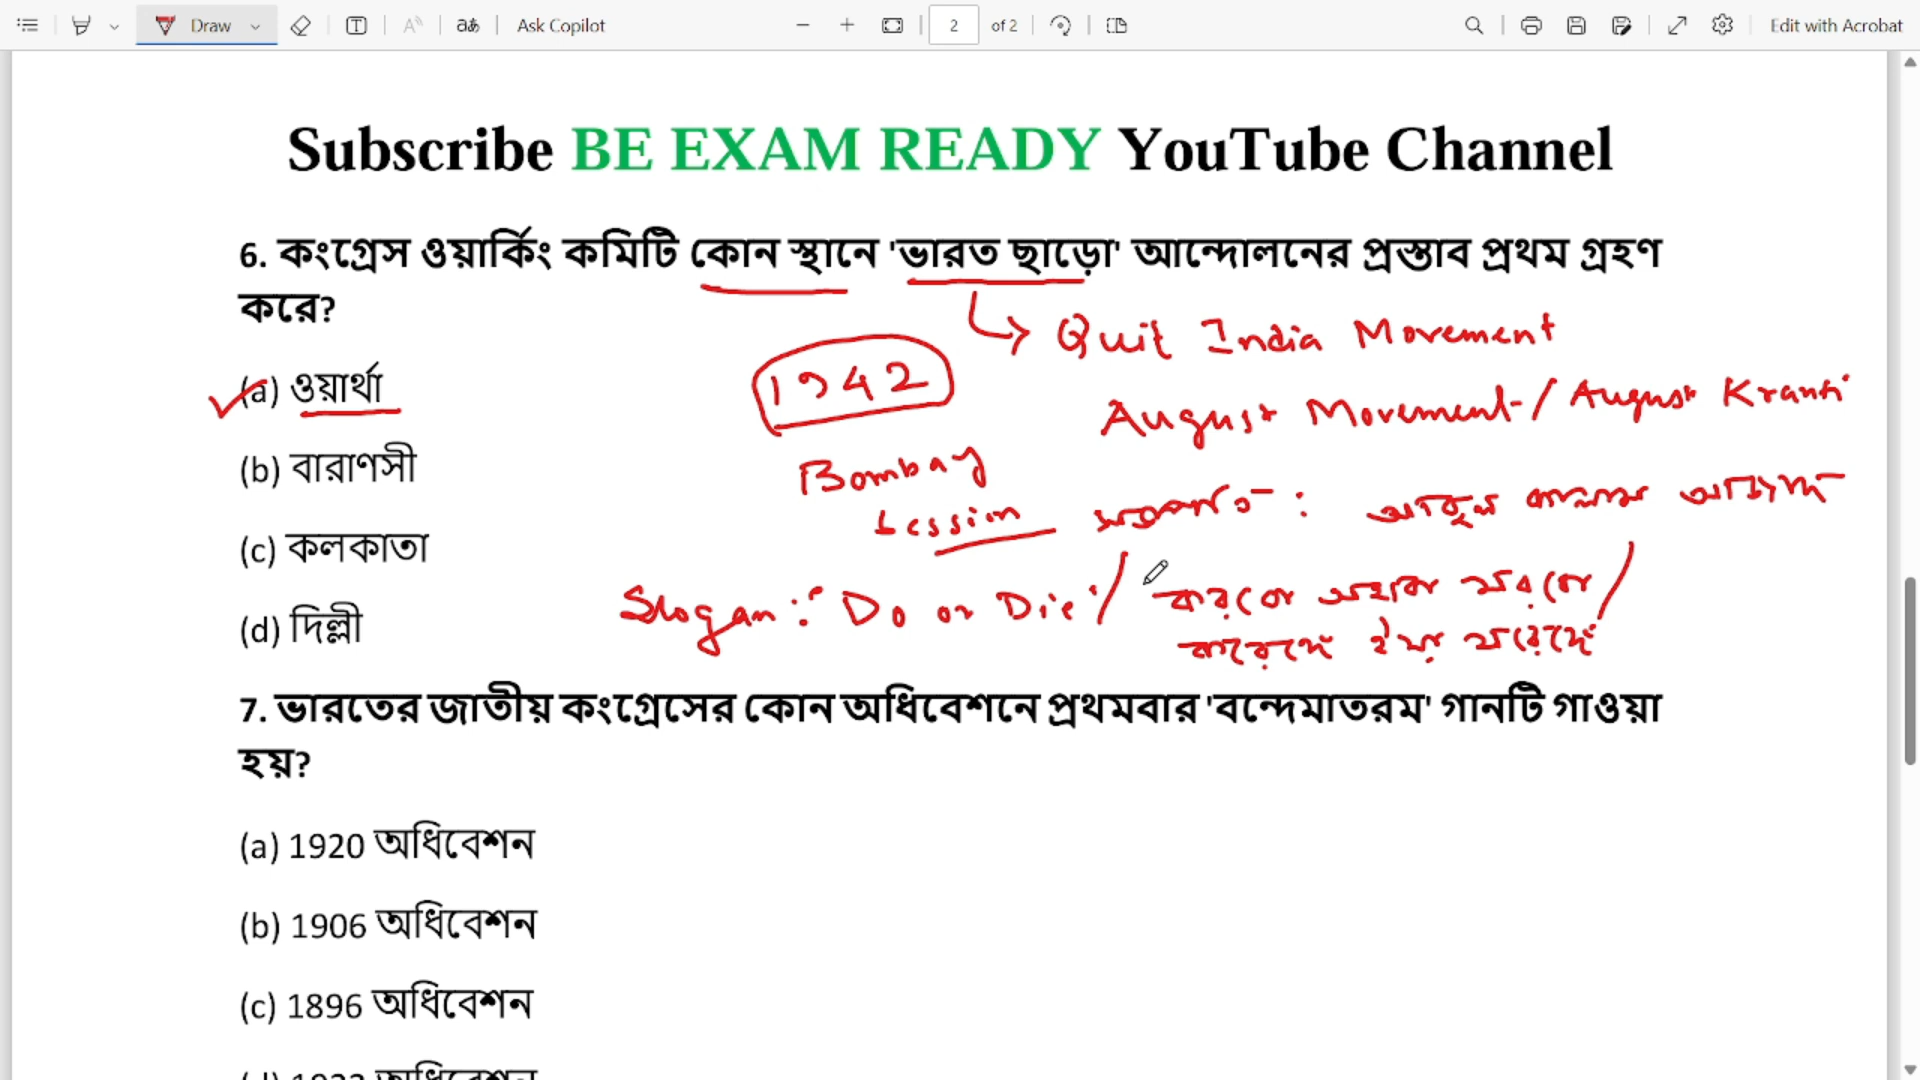 Draw
Ask Copilot
2 of 2
Edit with Acrobat
Subscribe BE EXAM READY YouTube Channel
6. কংগ্রেস ওয়ার্কিং কমিটি কোন স্থানে 'ভারত ছাড়ো' আন্দোলনের প্রস্তাব প্রথম গ্রহণ
করে?
Quit India Movement
1942
(a) ওয়ার্থা
August Movement / August Kranti
Bombay
(b) বারাণসী
Session
(c) কলকাতা
Slogan : Do or Die /
(d) দিল্লী
7. ভারতের জাতীয় কংগ্রেসের কোন অধিবেশনে প্রথমবার 'বন্দেমাতরম' গানটি গাওয়া
হয়?
(a) 1920 অধিবেশন
(b) 1906 অধিবেশন
(c) 1896 অধিবেশন